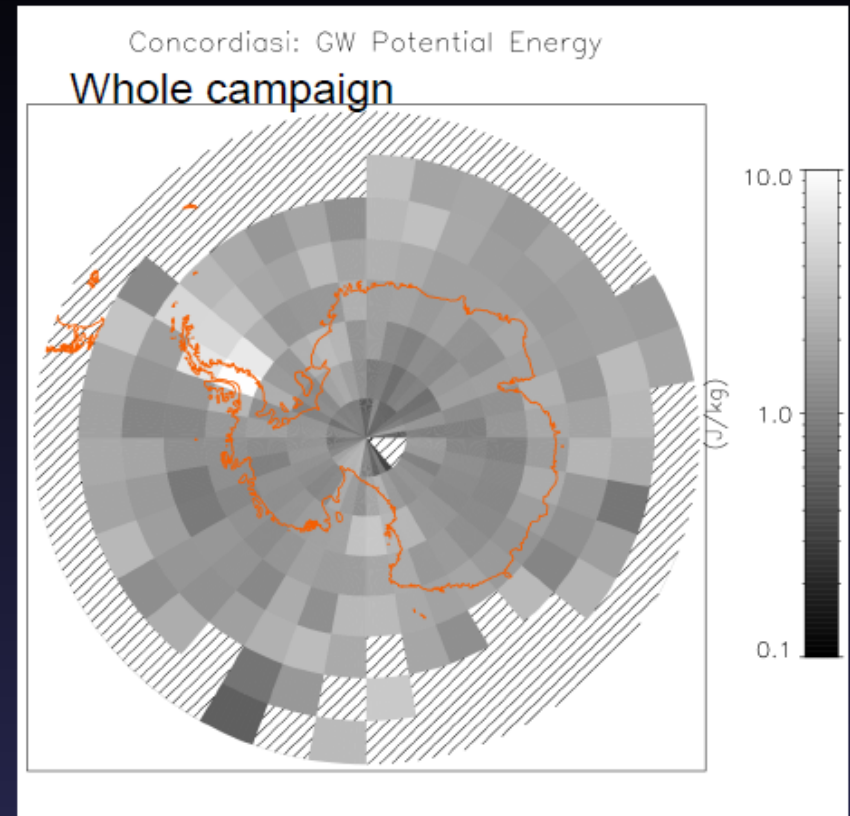 Concordiasi: GW Potential Energy
Whole campaign
10.0
1.0
(J/kg)
0.1